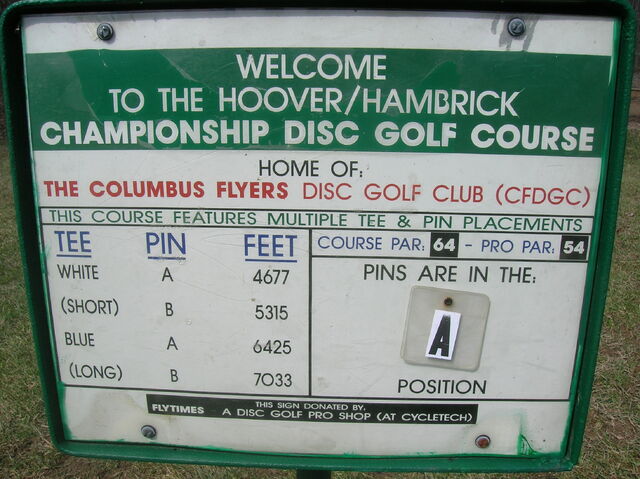 WELCOME
TO THE HOOVER/HAMBRICK
CHAMPIONSHIP DISC GOLF COURSE
HOME OF:
THE COLUMBUS FLYERS DISC GOLF CLUB (CFDGC)
THIS COURSE FEATURES MULTIPLE TEE & PIN PLACEMENTS
TEE PIN FEET
WHITE A 4677
(SHORT) B 5315
BLUE A 6425
(LONG) B 7033
COURSE PAR: 64 - PRO PAR: 54
PINS ARE IN THE:
A
POSITION
THIS SIGN DONATED BY:
FLYTIMES A DISC GOLF PRO SHOP (AT CYCLETECH)